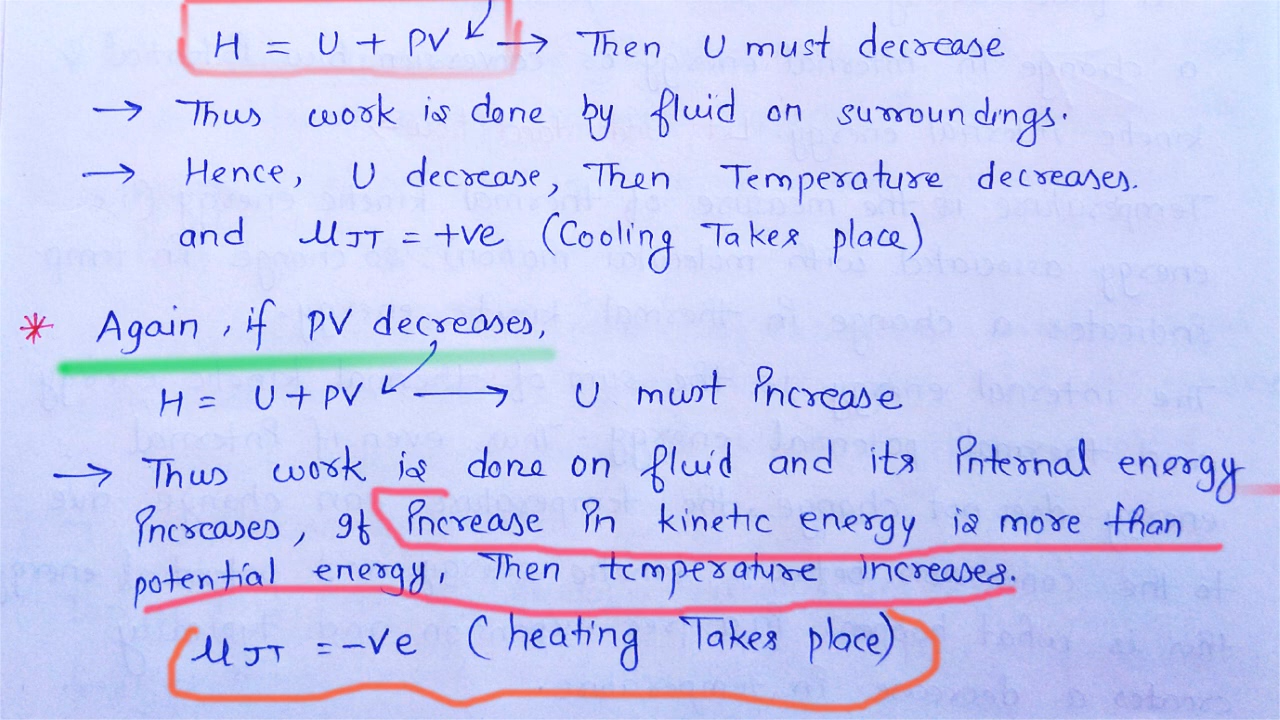 H = U + PV → Then U must decrease
→ Thus work is done by fluid on surroundings.
→ Hence, U decrease, Then Temperature decreases.
and μJT = +ve (Cooling Takes place)
* Again, if PV decreases,
H = U + PV → U must increase
→ Thus work is done on fluid and its internal energy
increases, if increase in kinetic energy is more than
potential energy, Then temperature increases.
μJT = -ve (heating Takes place)